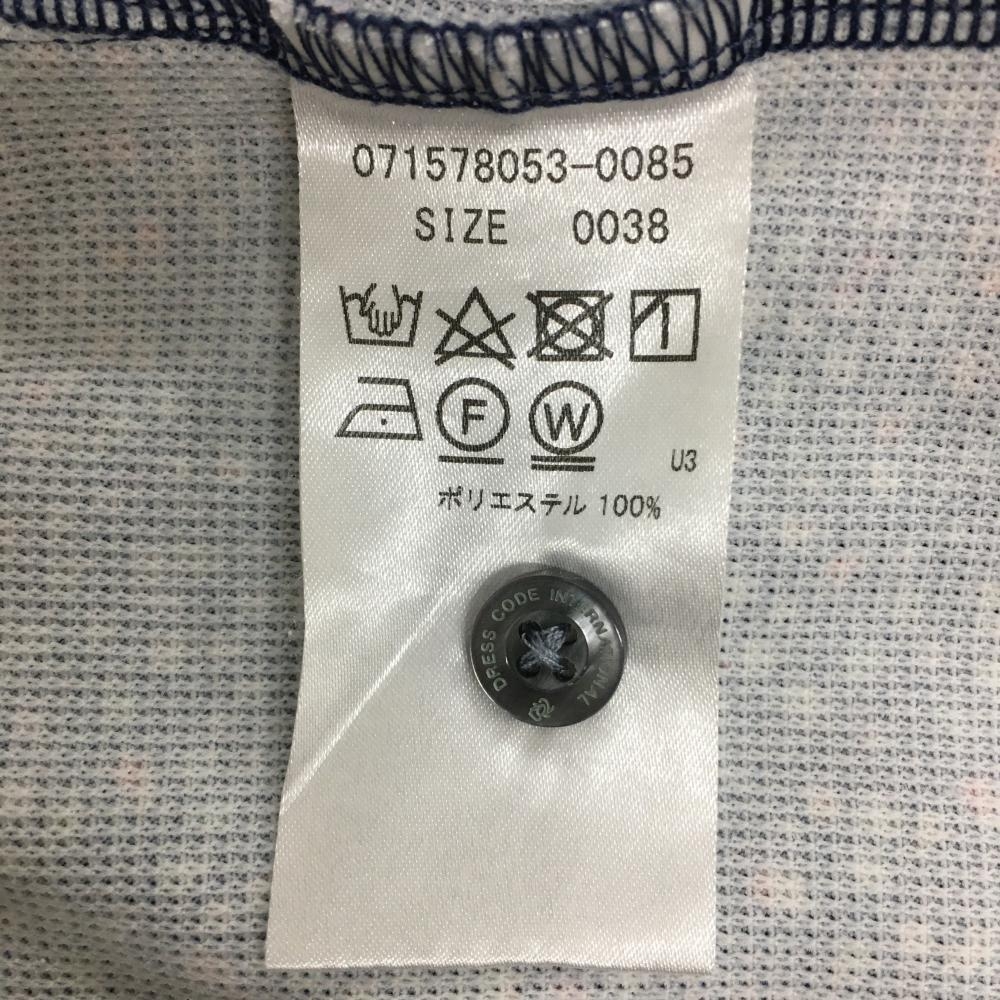 071578053-0085
SIZE 0038
F W
U3
ポリエステル 100%
DRESS CODE INTERNATIONAL